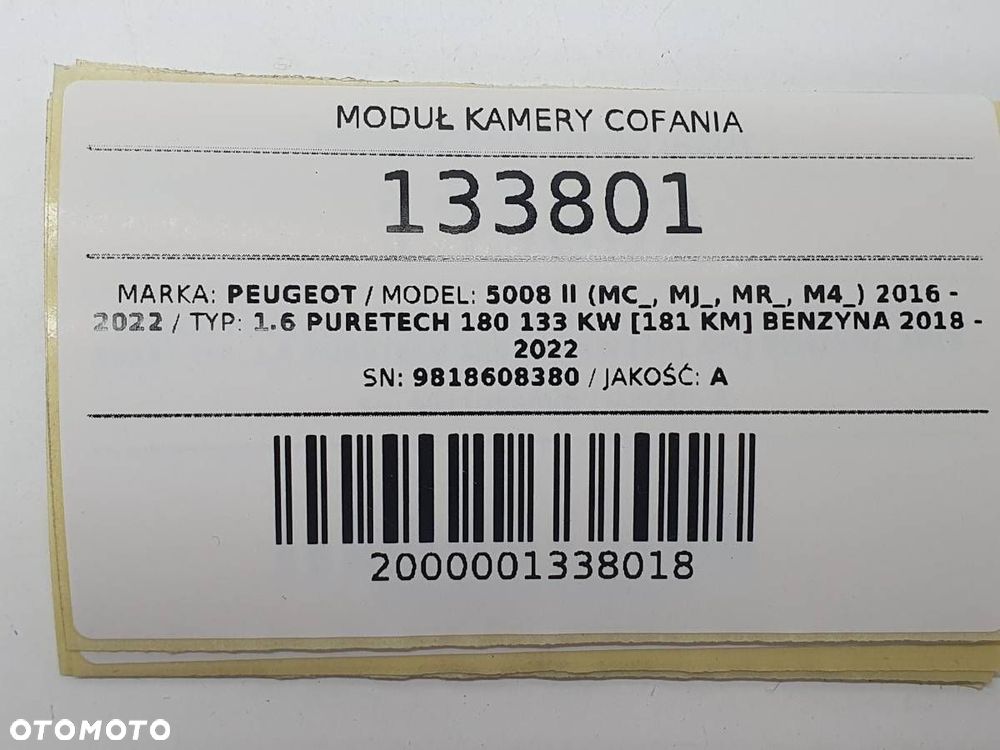 MODUŁ KAMERY COFANIA
133801
MARKA: PEUGEOT / MODEL: 5008 II (MC_, MJ_, MR_, M4_) 2016 -
2022 / TYP: 1.6 PURETECH 180 133 KW [181 KM] BENZYNA 2018 -
2022
SN: 9818608380 / JAKOŚĆ: A
2000001338018
OTOMOTO